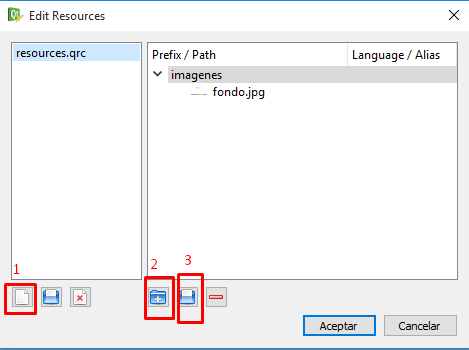 Edit Resources
resources.qrc
Prefix / Path
Language / Alias
imagenes
fondo.jpg
1
2
3
Aceptar
Cancelar